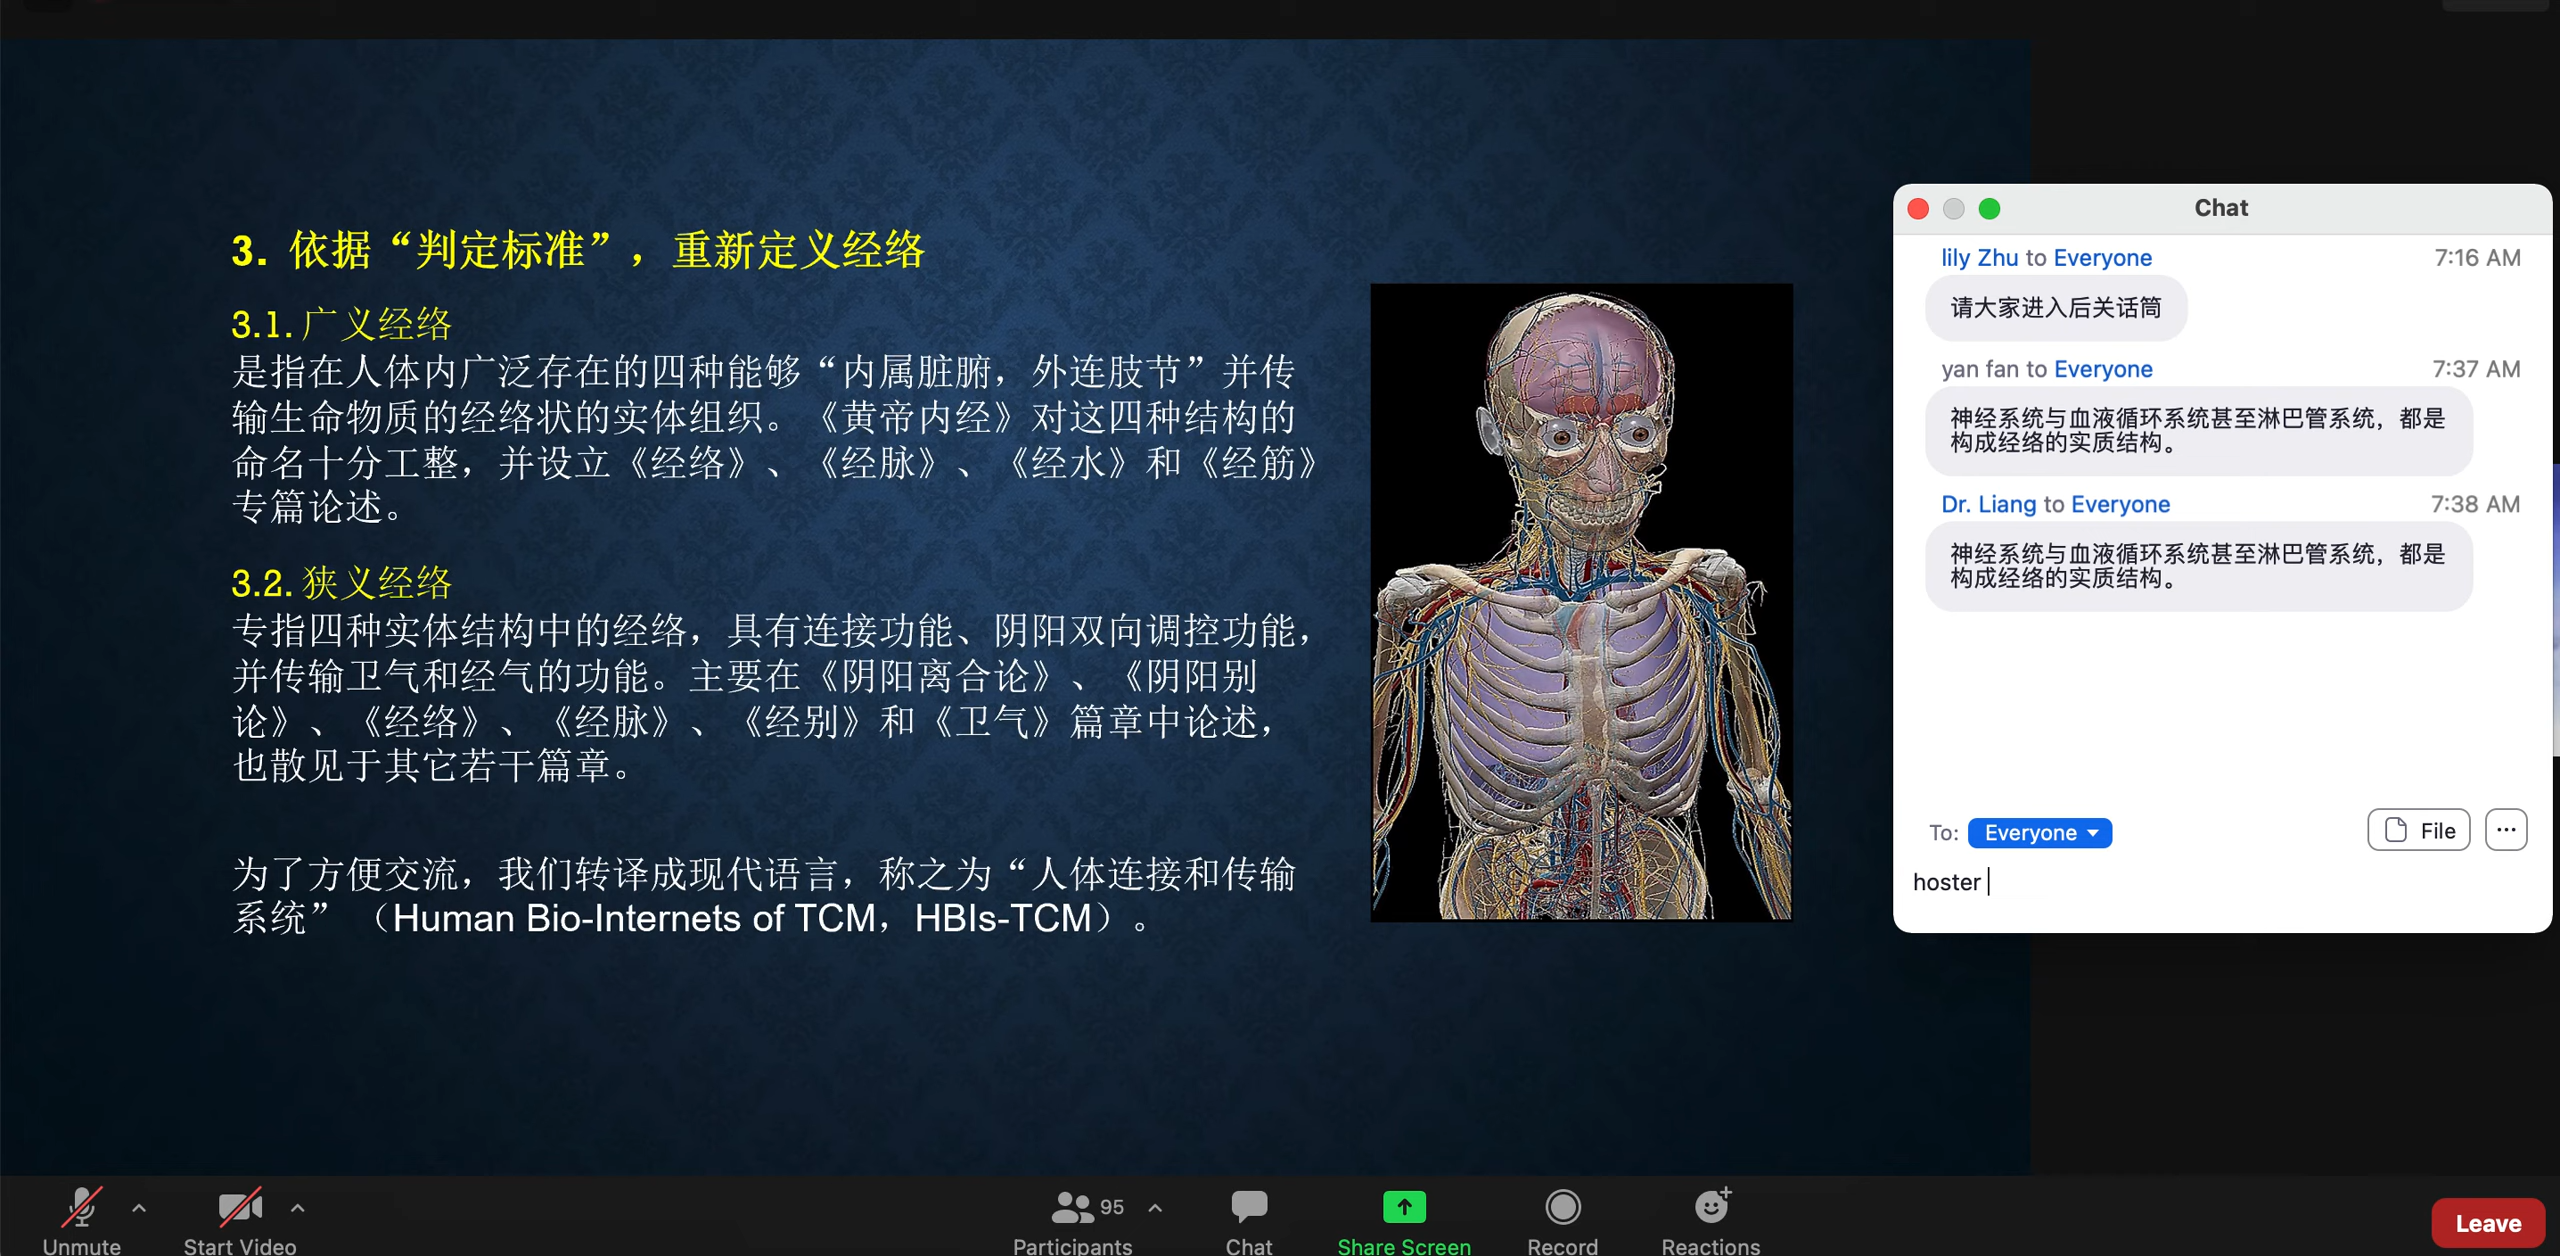 3. 依据“判定标准”，重新定义经络
3.1. 广义经络
是指在人体内广泛存在的四种能够“内属脏腑，外连肢节”并传
输生命物质的经络状的实体组织。《黄帝内经》对这四种结构的
命名十分工整，并设立《经络》、《经脉》、《经水》和《经筋》
专篇论述。
3.2. 狭义经络
专指四种实体结构中的经络，具有连接功能、阴阳双向调控功能，
并传输卫气和经气的功能。主要在《阴阳离合论》、《阴阳别
论》、《经络》、《经脉》、《经别》和《卫气》篇章中论述，
也散见于其它若干篇章。
为了方便交流，我们转译成现代语言，称之为“人体连接和传输
系统”（Human Bio-Internets of TCM，HBIs-TCM）。
Chat
lily Zhu to Everyone 7:16 AM
请大家进入后关话筒
yan fan to Everyone 7:37 AM
神经系统与血液循环系统甚至淋巴管系统，都是
构成经络的实质结构。
Dr. Liang to Everyone 7:38 AM
神经系统与血液循环系统甚至淋巴管系统，都是
构成经络的实质结构。
To: Everyone File
hoster
95
Unmute Start Video Participants Chat Share Screen Record Reactions Leave